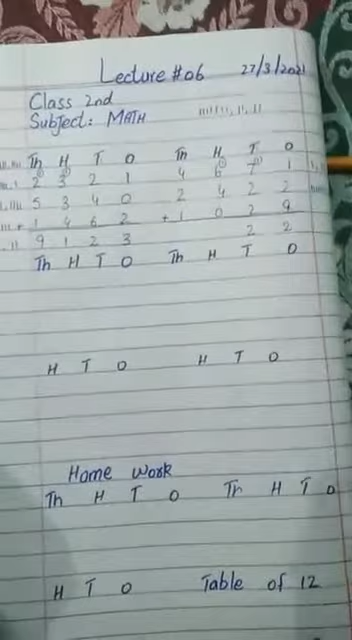 Lecture #06 27/3/2021
Class 2nd
Subject: MATH
Th H T O Th H T O
2 3 2 1 4 6 7 1
5 3 4 0 2 4 2 2
+ 1 4 6 2 + 1 0 2 9
9 1 2 3 2 2
Th H T O Th H T O
H T O H T O
Home Work
Th H T O Th H T O
H T O Table of 12